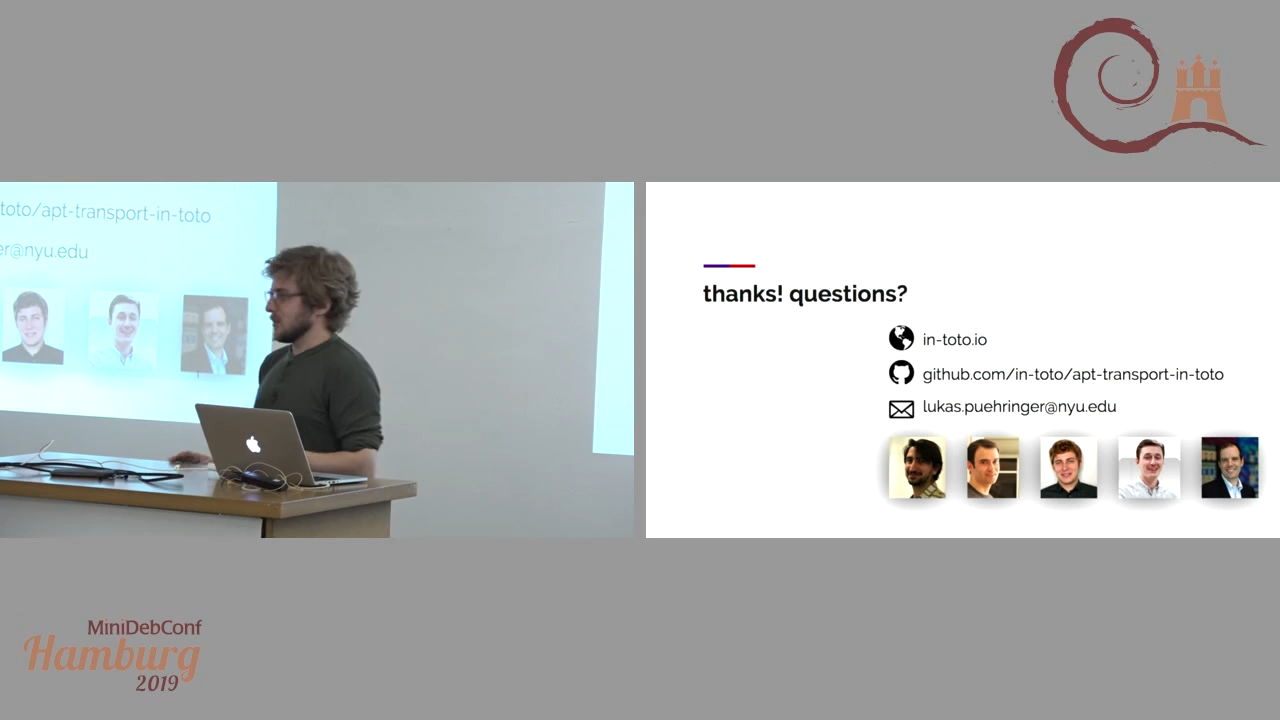 toto/apt-transport-in-toto
er@nyu.edu
thanks! questions?
in-toto.io
github.com/in-toto/apt-transport-in-toto
lukas.puehringer@nyu.edu
MiniDebConf
Hamburg
2019